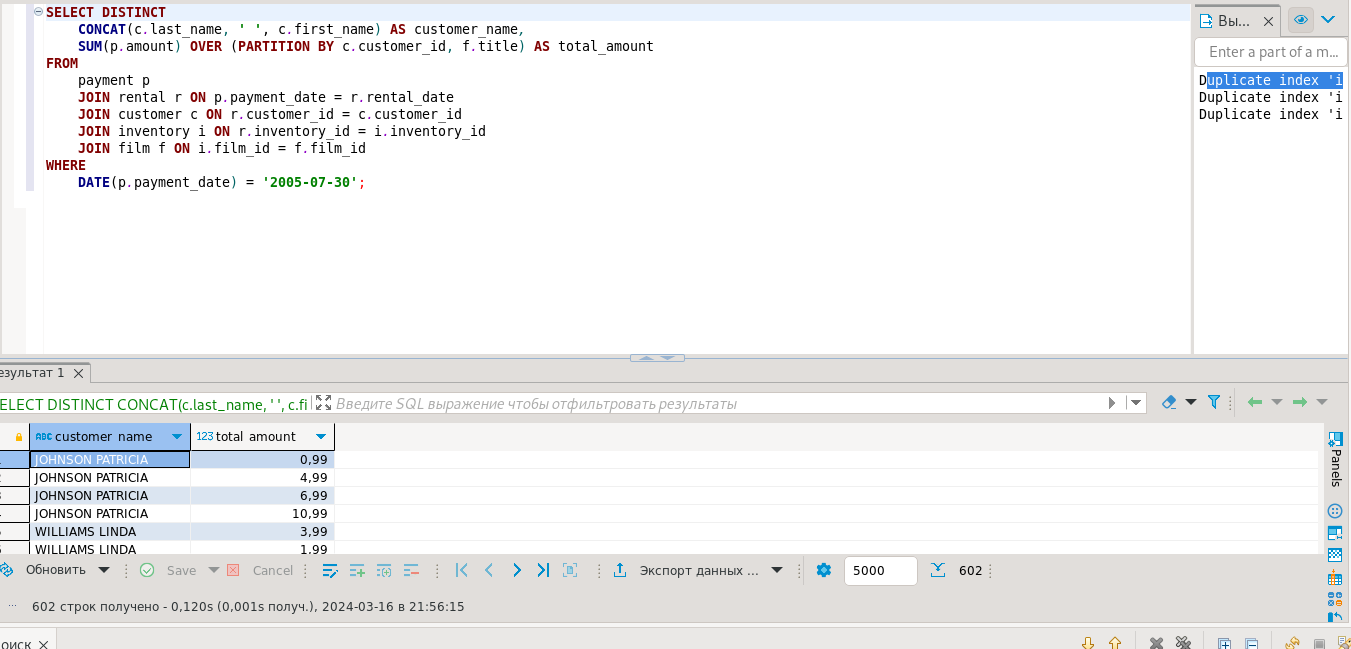 SELECT DISTINCT
CONCAT(c.last_name, ' ', c.first_name) AS customer_name,
SUM(p.amount) OVER (PARTITION BY c.customer_id, f.title) AS total_amount
FROM
payment p
JOIN rental r ON p.payment_date = r.rental_date
JOIN customer c ON r.customer_id = c.customer_id
JOIN inventory i ON r.inventory_id = i.inventory_id
JOIN film f ON i.film_id = f.film_id
WHERE
DATE(p.payment_date) = '2005-07-30';
Вы...
Enter a part of a m...
Duplicate index 'i
Duplicate index 'i
Duplicate index 'i
езультат 1
ELECT DISTINCT CONCAT(c.last_name, ' ', c.fi
Введите SQL выражение чтобы отфильтровать результаты
ABC customer name 123 total amount
JOHNSON PATRICIA 0,99
JOHNSON PATRICIA 4,99
JOHNSON PATRICIA 6,99
JOHNSON PATRICIA 10,99
WILLIAMS LINDA 3,99
WILLIAMS LINDA 1,99
Panels
Обновить Save Cancel Экспорт данных ... 5000 602
602 строк получено - 0,120s (0,001s получ.), 2024-03-16 в 21:56:15
оиск